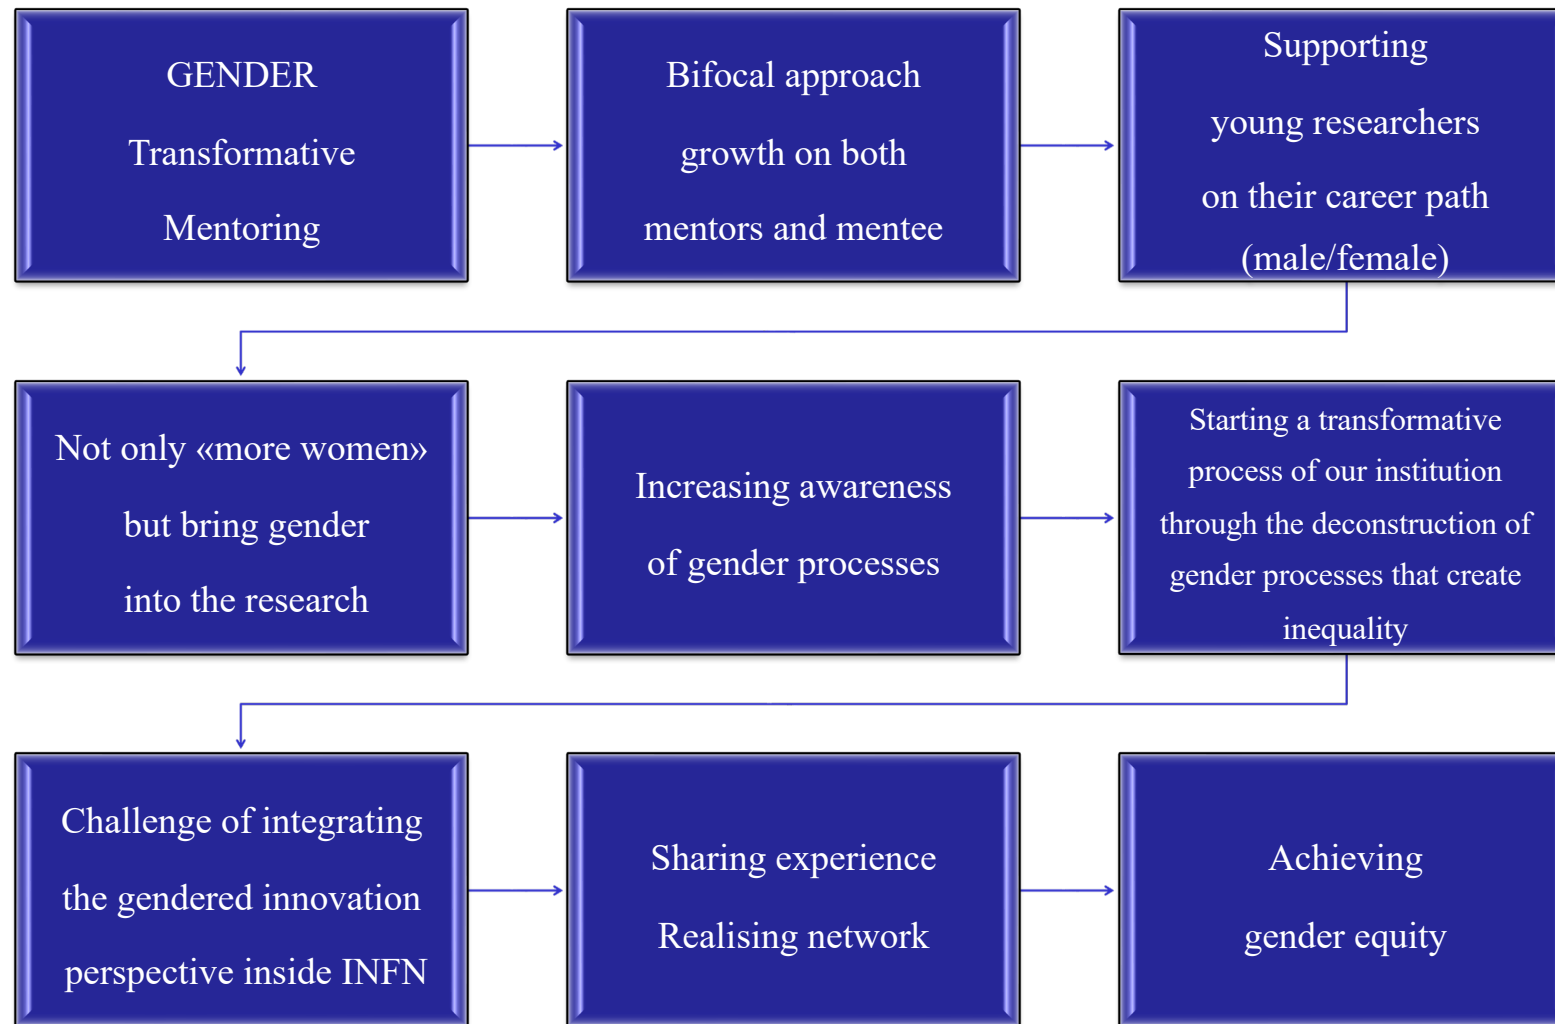 GENDER
Transformative
Mentoring
Bifocal approach
growth on both
mentors and mentee
Supporting
young researchers
on their career path
(male/female)
Not only «more women»
but bring gender
into the research
Increasing awareness
of gender processes
Starting a transformative
process of our institution
through the deconstruction of
gender processes that create
inequality
Challenge of integrating
the gendered innovation
perspective inside INFN
Sharing experience
Realising network
Achieving
gender equity